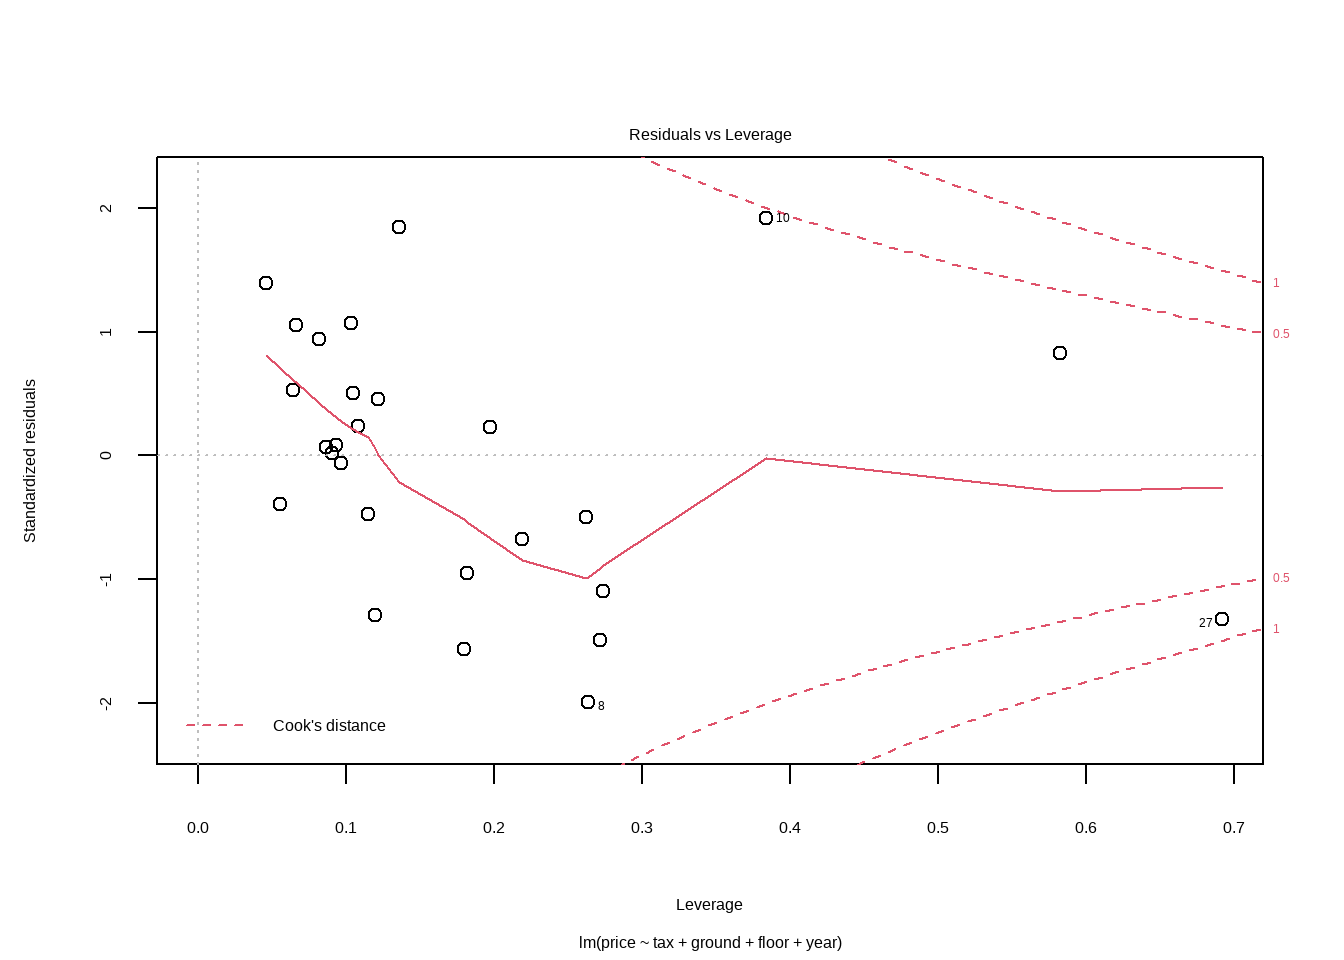 Residuals vs Leverage
Standardized residuals
2
1
0
-1
-2
10
8
27
1
0.5
0.5
1
Cook's distance
0.0 0.1 0.2 0.3 0.4 0.5 0.6 0.7
Leverage
lm(price ~ tax + ground + floor + year)